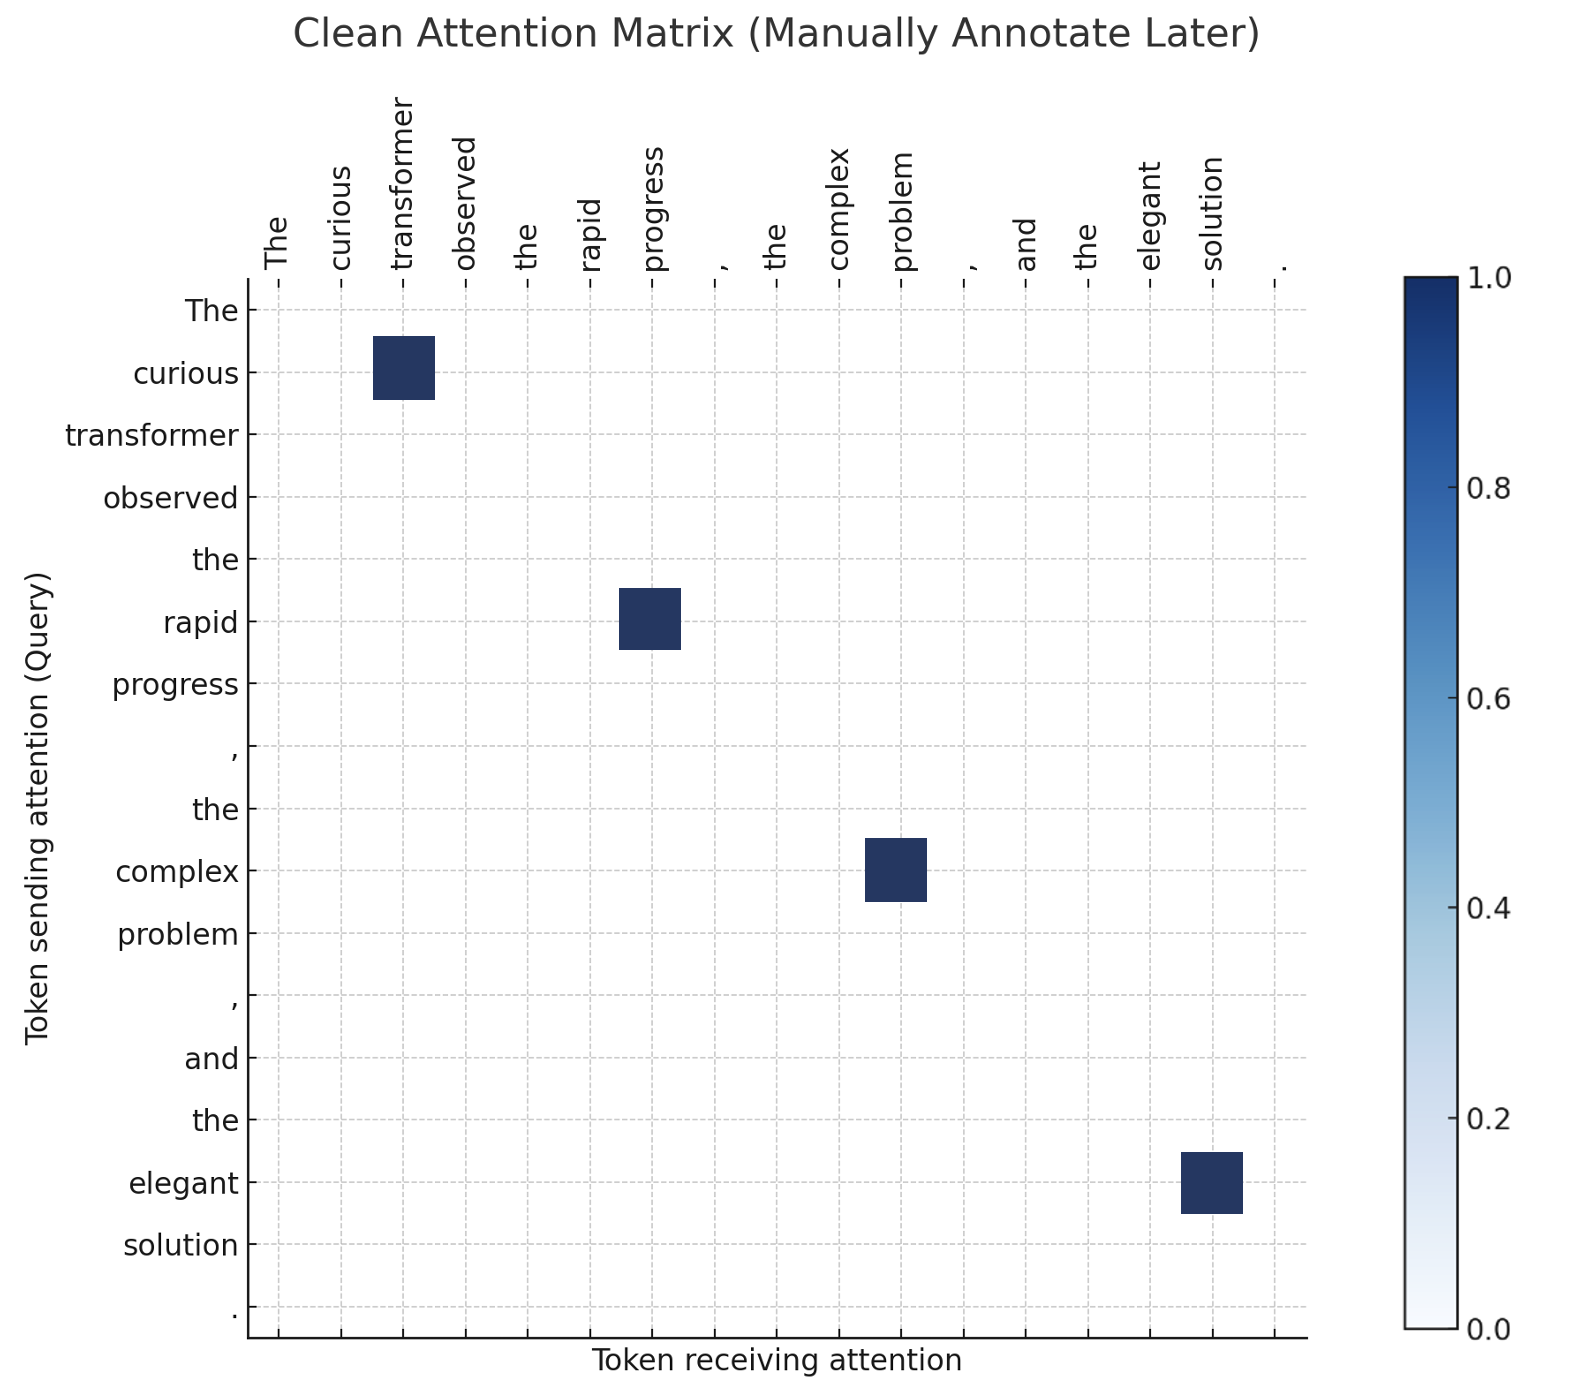 Clean Attention Matrix (Manually Annotate Later)
The
curious
transformer
observed
the
rapid
progress
,
the
complex
problem
,
and
the
elegant
solution
.
Token sending attention (Query)
The
curious
transformer
observed
the
rapid
progress
,
the
complex
problem
,
and
the
elegant
solution
.
Token receiving attention
1.0
0.8
0.6
0.4
0.2
0.0